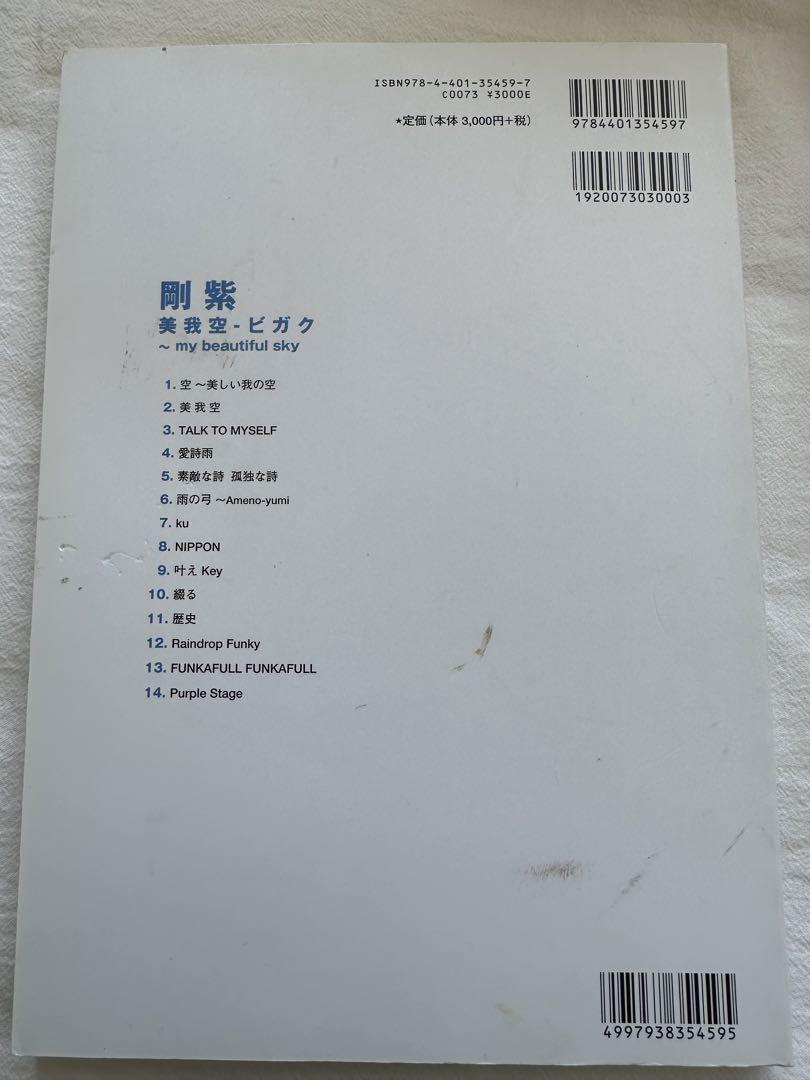 ISBN978-4-401-35459-7
C0073 ¥3000E
*定価(本体 3,000円+税)
9784401354597
1920073030003
剛紫
美我空-ビガク
~ my beautiful sky
1. 空 ~美しい我の空
2. 美我空
3. TALK TO MYSELF
4. 愛詩雨
5. 素敵な詩 孤独な詩
6. 雨の弓 ~Ameno-yumi
7. ku
8. NIPPON
9. 叶え Key
10. 綴る
11. 歴史
12. Raindrop Funky
13. FUNKAFULL FUNKAFULL
14. Purple Stage
4997938354595